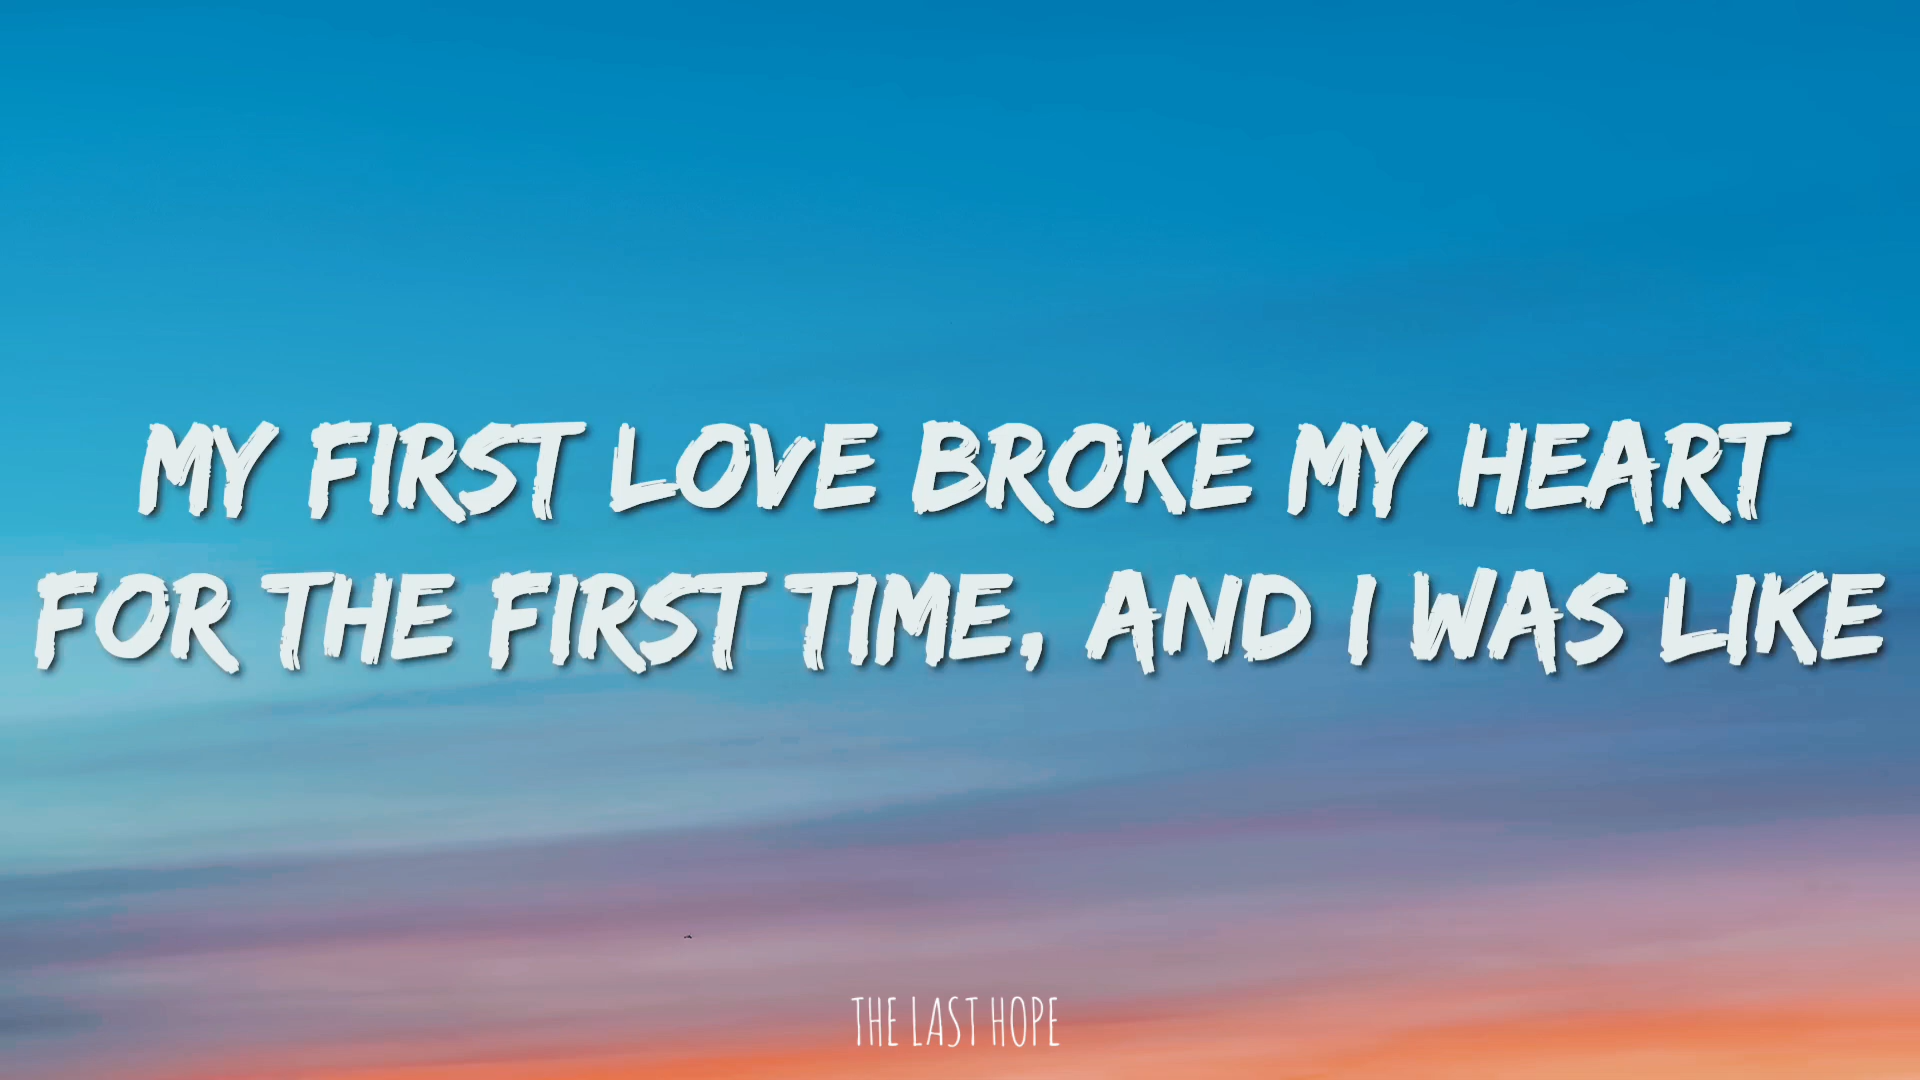 MY FIRST LOVE BROKE MY HEART
FOR THE FIRST TIME, AND I WAS LIKE
THE LAST HOPE